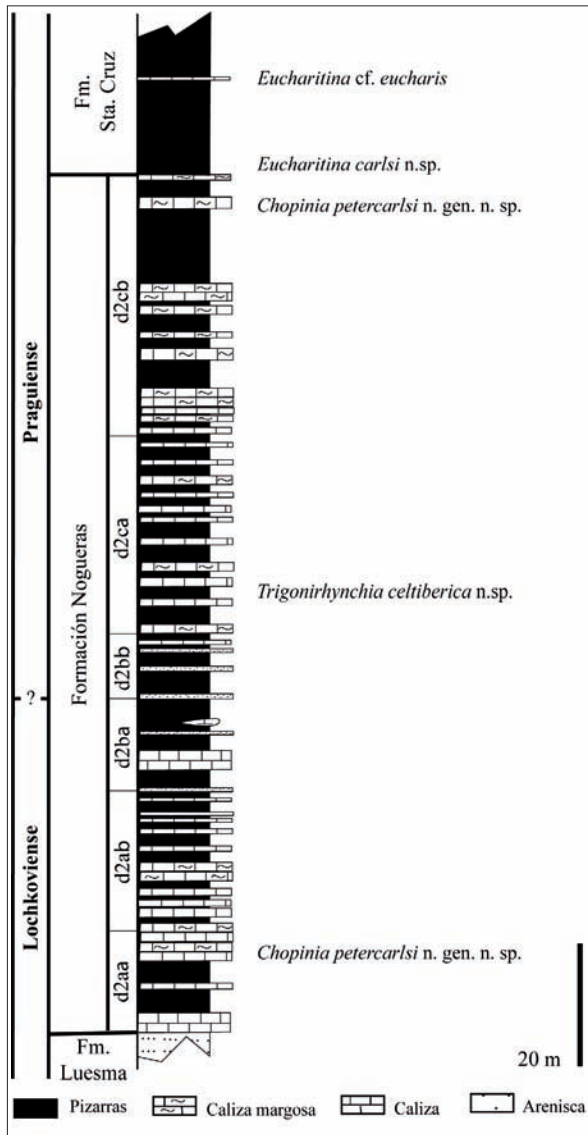 Fm.
Sta. Cruz
Eucharitina cf. eucharis
Eucharitina carlsi n.sp.
Chopinia petercarlsi n. gen. n. sp.
Praguiense
Formación Nogueras
d2cb
d2ca
Trigonirhynchia celtiberica n.sp.
d2bb
?
d2ba
Lochkoviense
d2ab
d2aa
Chopinia petercarlsi n. gen. n. sp.
Fm.
Luesma
20 m
Pizarras
Caliza margosa
Caliza
Arenisca